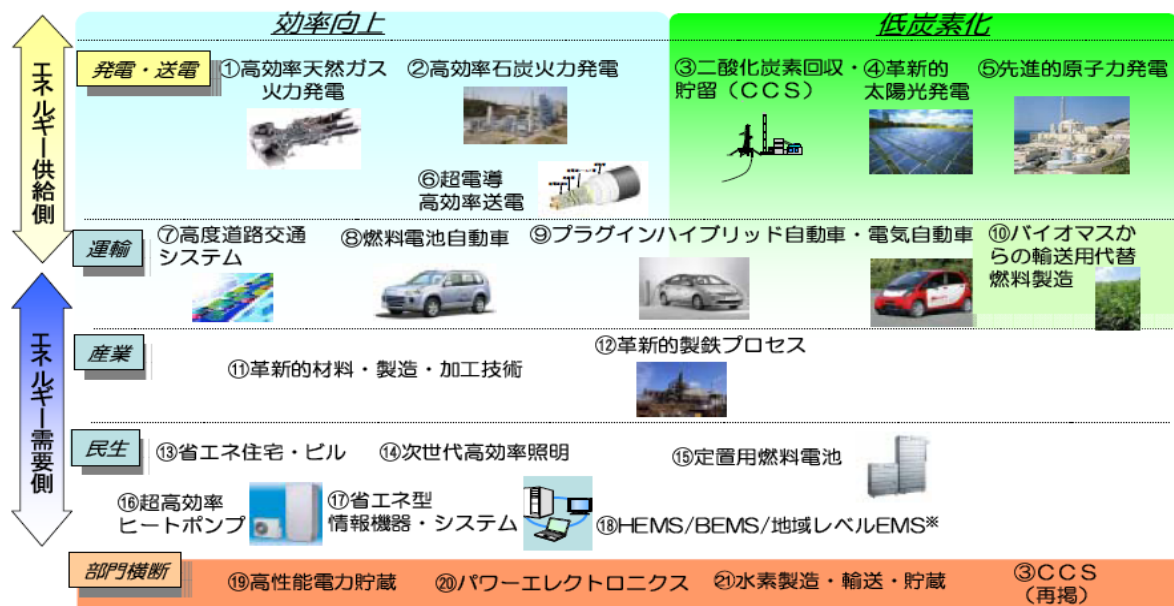 効率向上
低炭素化
エネルギー供給側
発電・送電
①高効率天然ガス
火力発電
②高効率石炭火力発電
③二酸化炭素回収・
貯留（ＣＣＳ）
④革新的
太陽光発電
⑤先進的原子力発電
⑥超電導
高効率送電
運輸
⑦高度道路交通
システム
⑧燃料電池自動車
⑨プラグインハイブリッド自動車・電気自動車
⑩バイオマスか
らの輸送用代替
燃料製造
エネルギー需要側
産業
⑪革新的材料・製造・加工技術
⑫革新的製鉄プロセス
民生
⑬省エネ住宅・ビル
⑭次世代高効率照明
⑮定置用燃料電池
⑯超高効率
ヒートポンプ
⑰省エネ型
情報機器・システム
⑱HEMS/BEMS/地域レベルEMS※
部門横断
⑲高性能電力貯蔵
⑳パワーエレクトロニクス
㉑水素製造・輸送・貯蔵
③ＣＣＳ
（再掲）